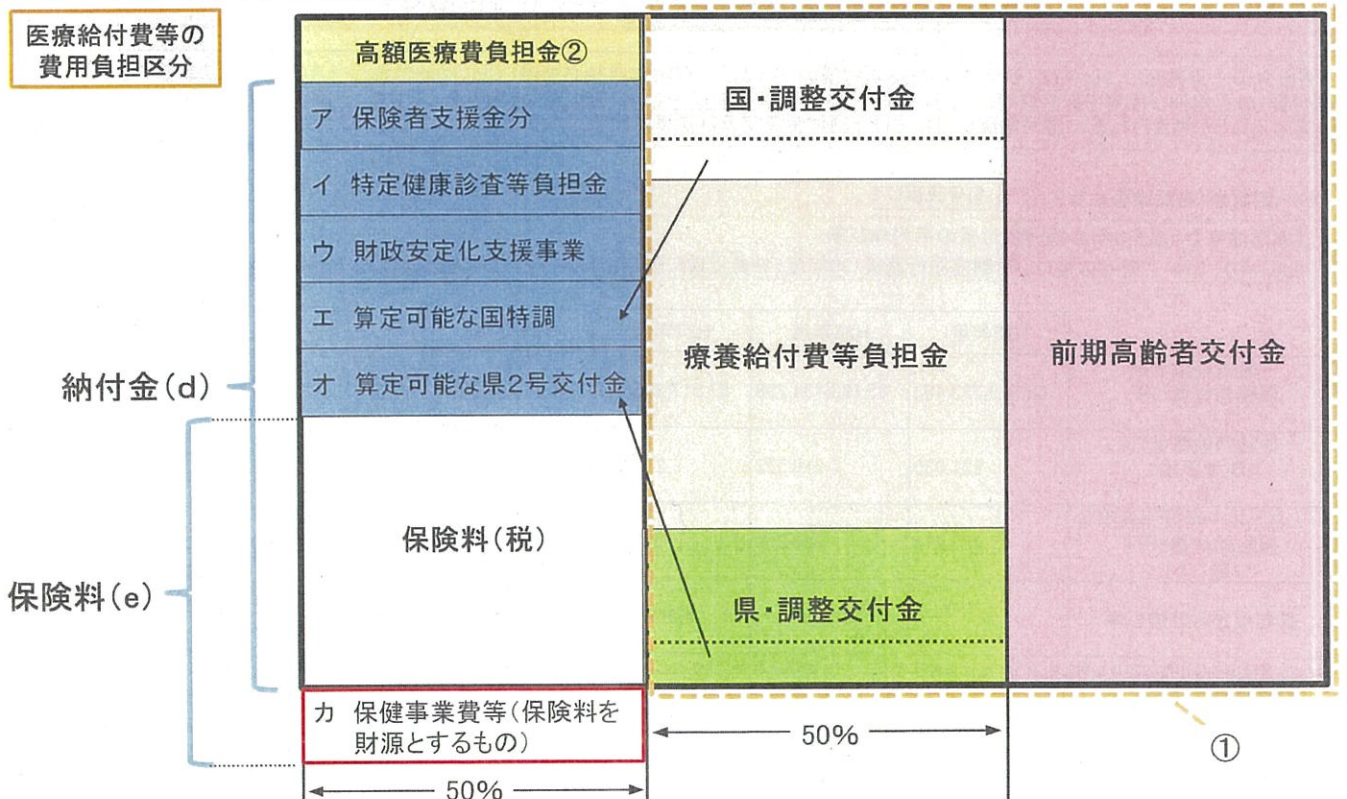 医療給付費等の
費用負担区分
高額医療費負担金②
ア 保険者支援金分
イ 特定健康診査等負担金
ウ 財政安定化支援事業
エ 算定可能な国特調
オ 算定可能な県2号交付金
納付金(d)
保険料(税)
保険料(e)
カ 保健事業費等(保険料を
財源とするもの)
50%
国・調整交付金
療養給付費等負担金
県・調整交付金
50%
前期高齢者交付金
①